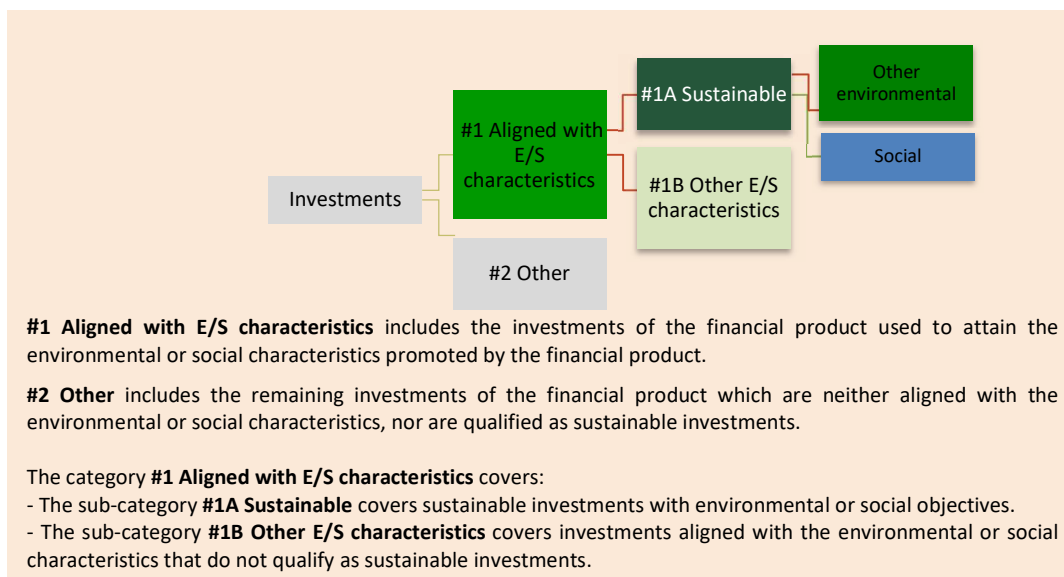 Other
environmental
#1A Sustainable
#1 Aligned with
E/S
characteristics
Social
#1B Other E/S
characteristics
Investments
#2 Other
#1 Aligned with E/S characteristics includes the investments of the financial product used to attain the
environmental or social characteristics promoted by the financial product.
#2 Other includes the remaining investments of the financial product which are neither aligned with the
environmental or social characteristics, nor are qualified as sustainable investments.
The category #1 Aligned with E/S characteristics covers:
- The sub-category #1A Sustainable covers sustainable investments with environmental or social objectives.
- The sub-category #1B Other E/S characteristics covers investments aligned with the environmental or social
characteristics that do not qualify as sustainable investments.